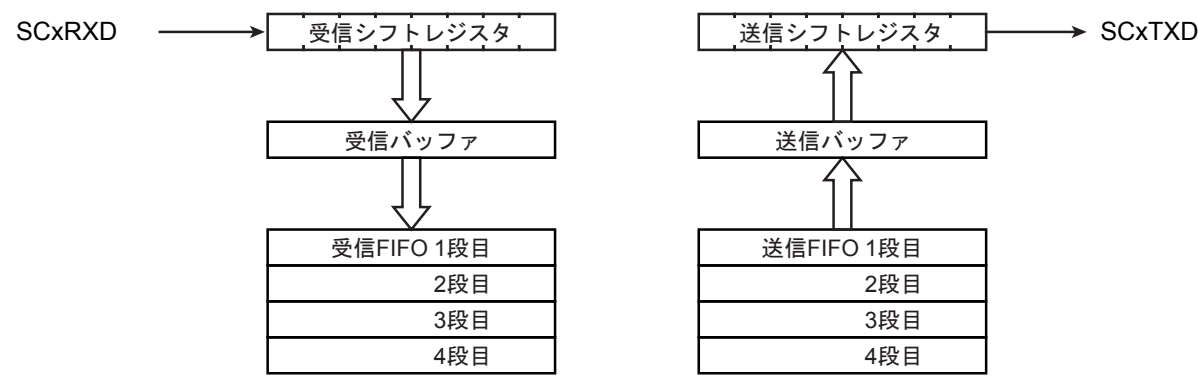 SCxRXD
受信シフトレジスタ
受信バッファ
受信FIFO 1段目
2段目
3段目
4段目
送信シフトレジスタ
SCxTXD
送信バッファ
送信FIFO 1段目
2段目
3段目
4段目